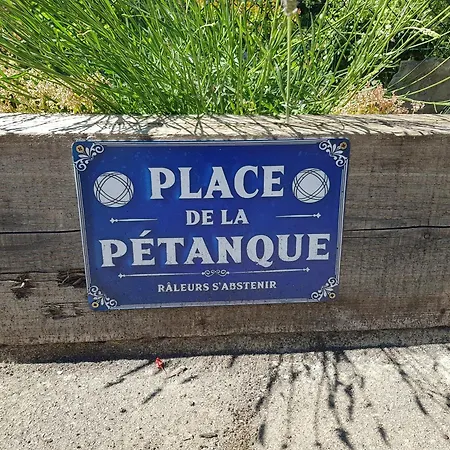 PLACE
DE LA
PÉTANQUE
RÂLEURS S'ABSTENIR